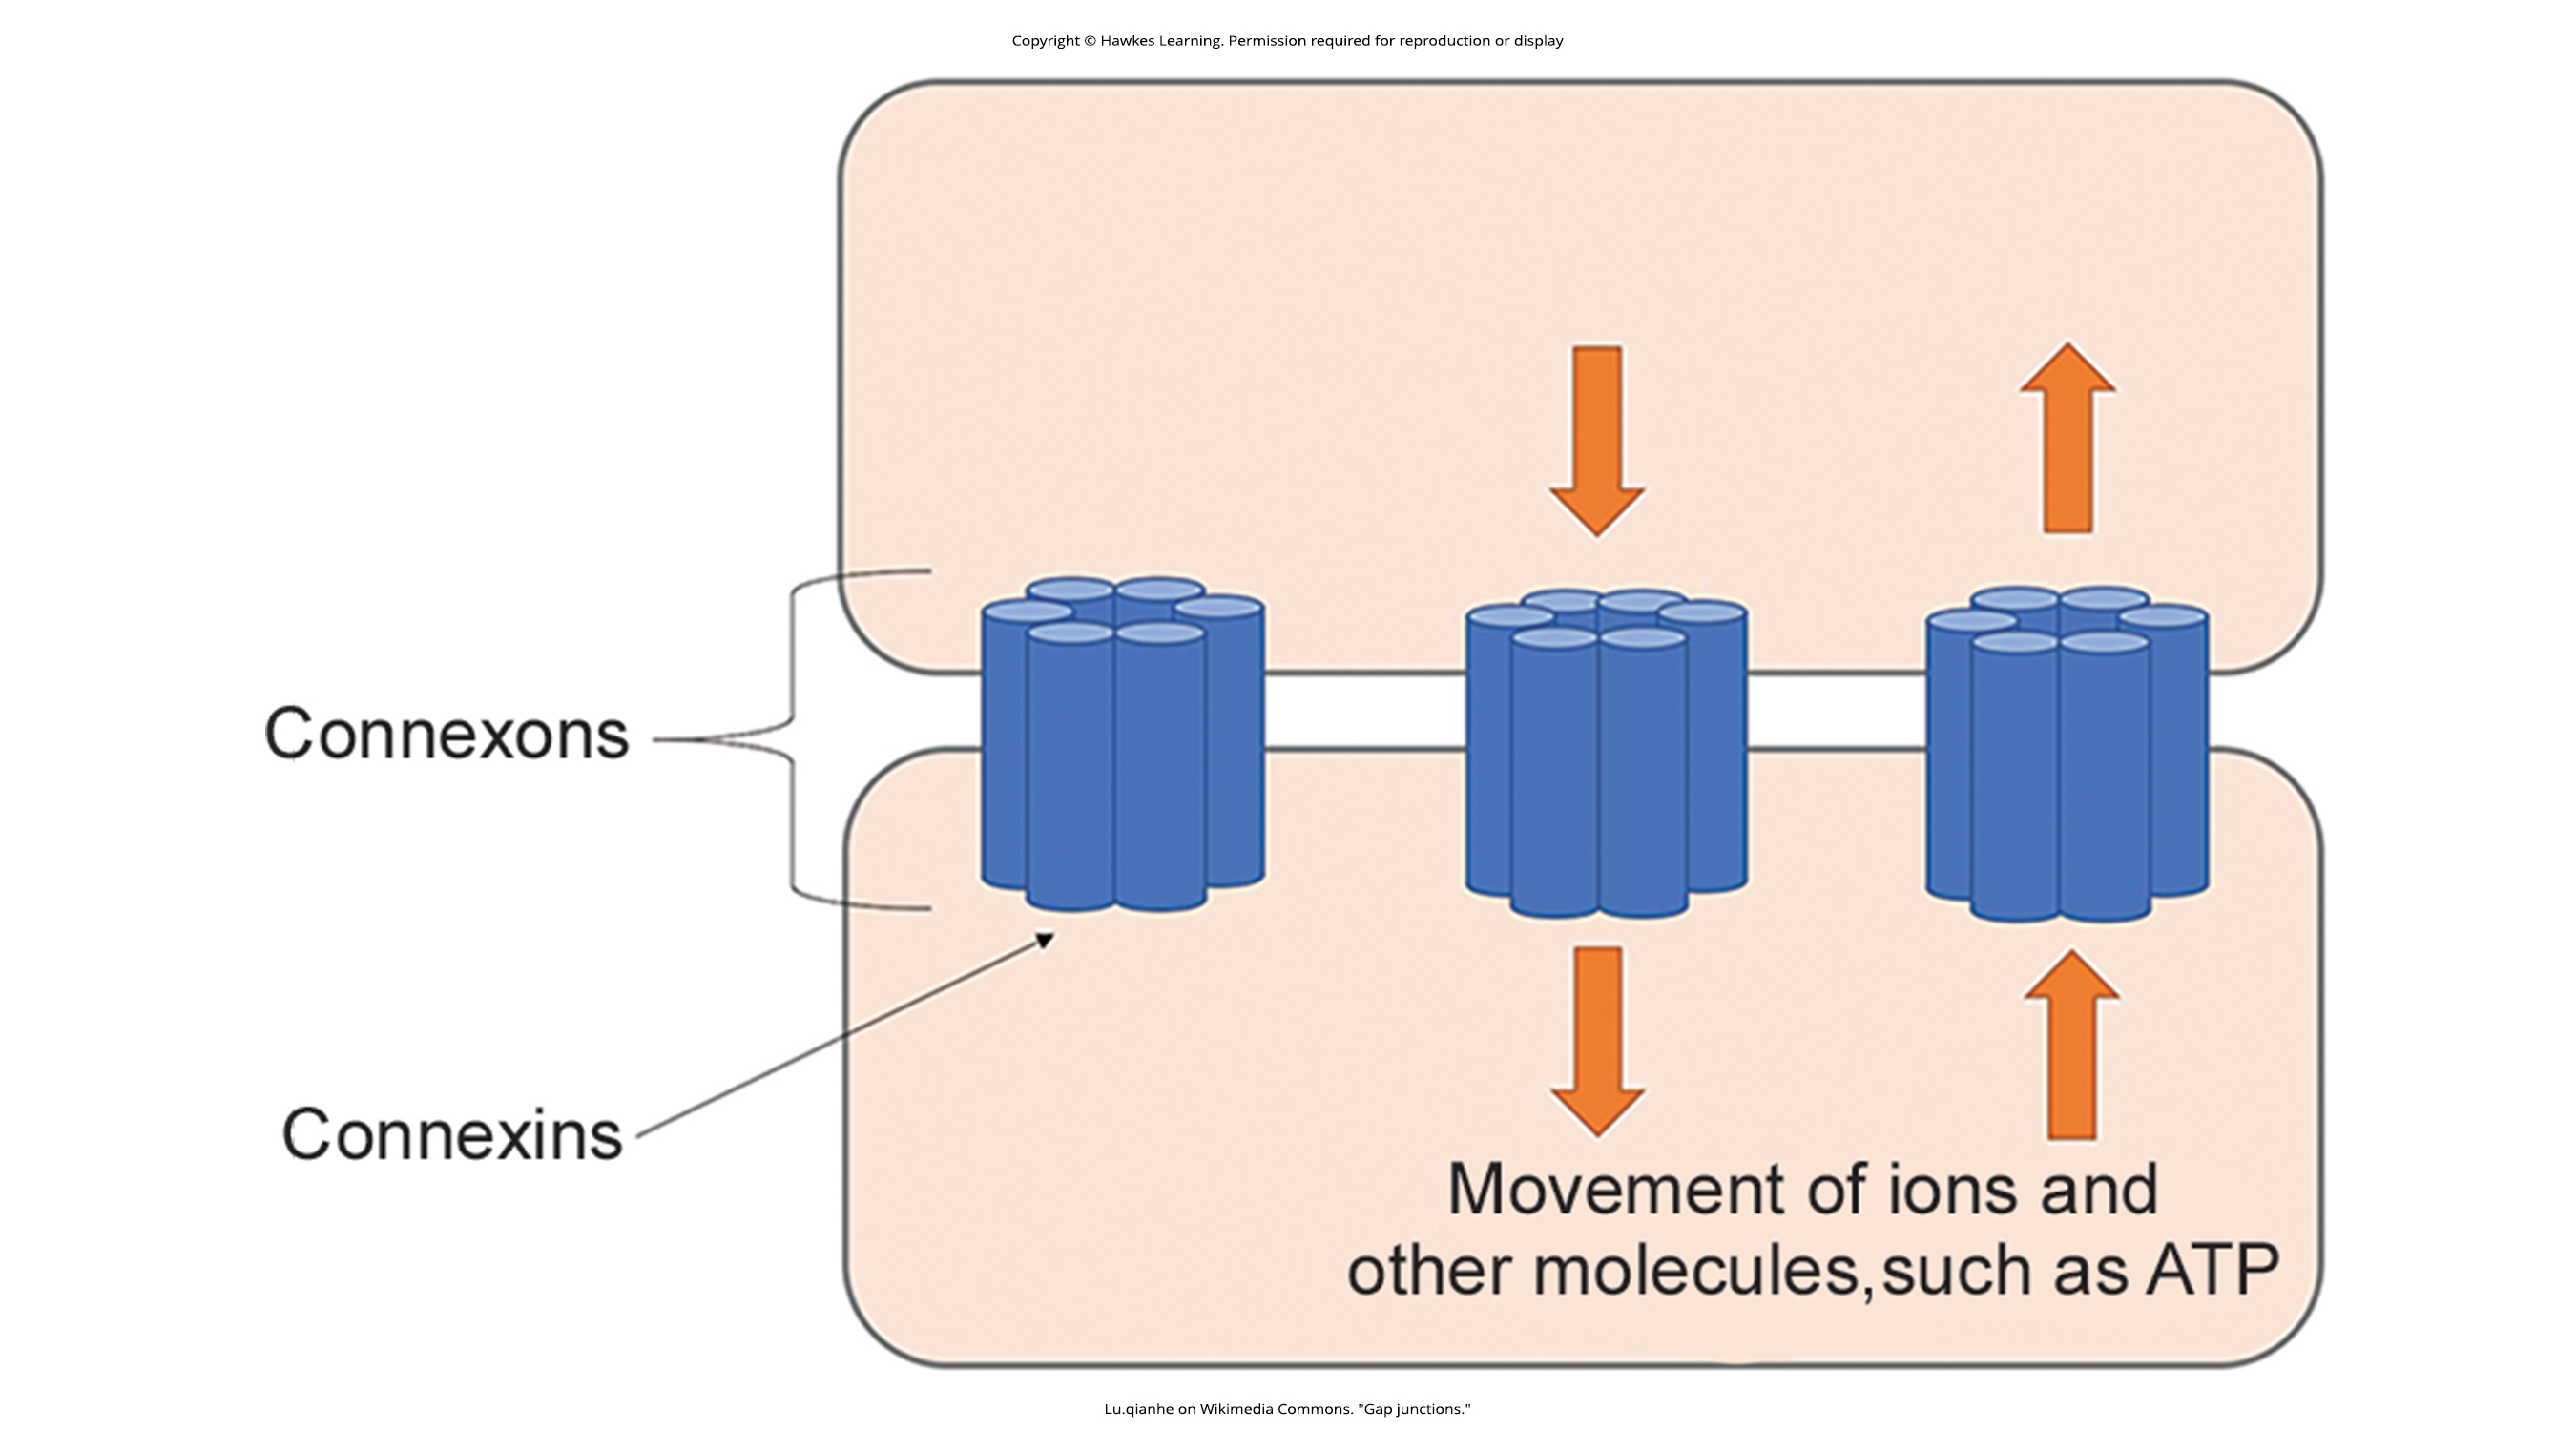 Copyright © Hawkes Learning. Permission required for reproduction or display
Connexons
Connexins
Movement of ions and
other molecules,such as ATP
Lu.qianhe on Wikimedia Commons. "Gap junctions."